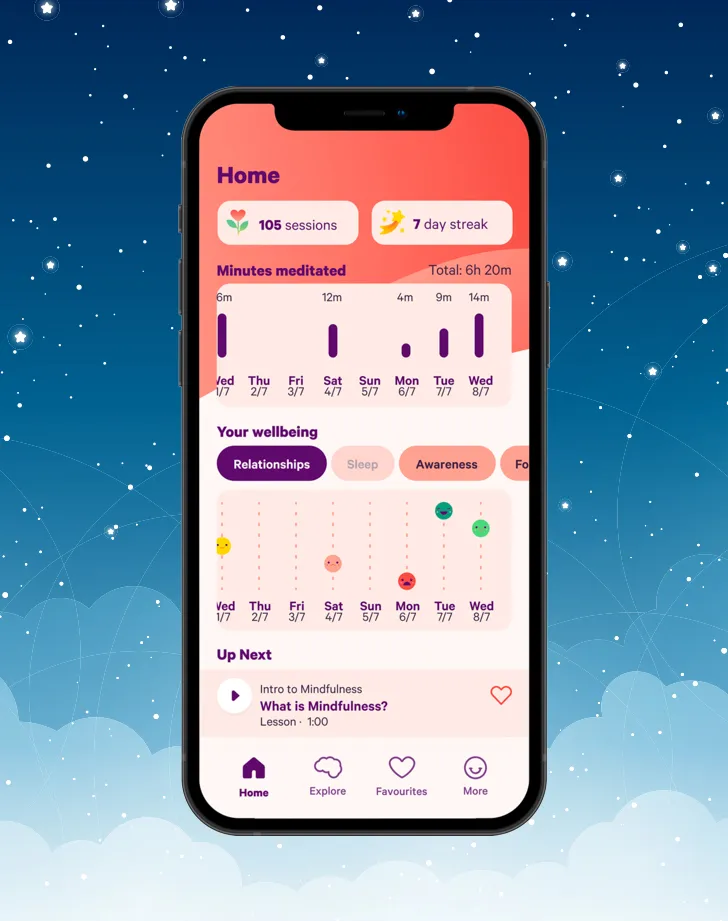 Home
105 sessions
7 day streak
Minutes meditated
Total: 6h 20m
6m 12m 4m 9m 14m
Thu Fri Sat Sun Mon Tue Wed
1/7 2/7 3/7 4/7 5/7 6/7 7/7 8/7
Your wellbeing
Relationships Sleep Awareness Fo
Thu Fri Sat Sun Mon Tue Wed
1/7 2/7 3/7 4/7 5/7 6/7 7/7 8/7
Up Next
Intro to Mindfulness
What is Mindfulness?
Lesson · 1:00
Home Explore Favourites More